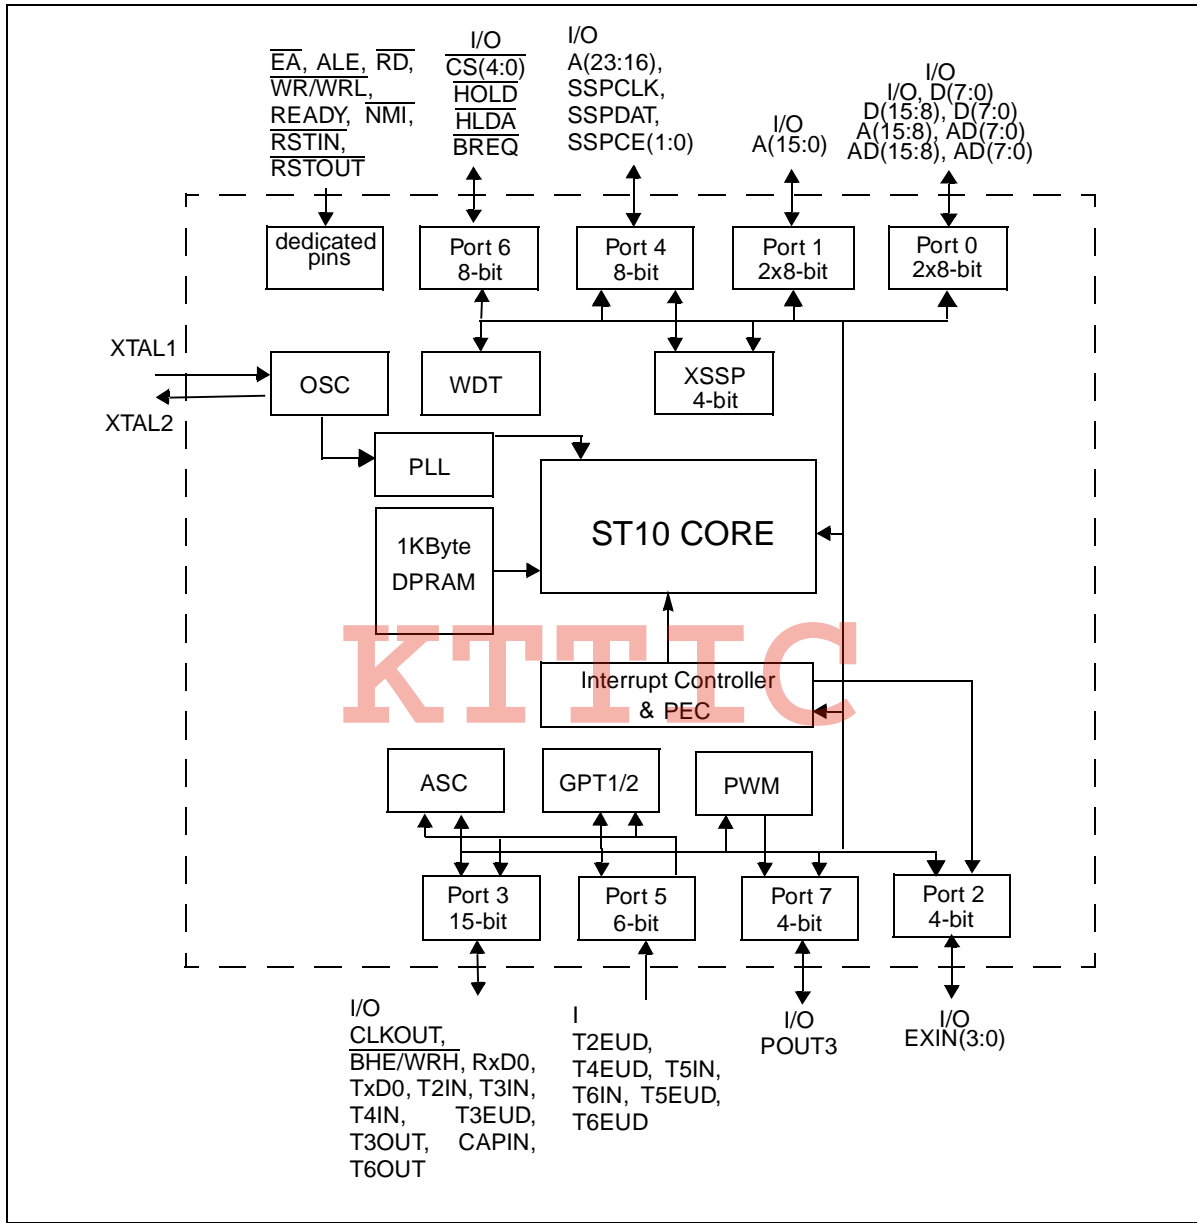 EA, ALE, RD,
WR/WRL,
READY, NMI,
RSTIN,
RSTOUT
I/O
CS(4:0)
HOLD
HLDA
BREQ
I/O
A(23:16),
SSPCLK,
SSPDAT,
SSPCE(1:0)
I/O
A(15:0)
I/O
I/O, D(7:0)
D(15:8), D(7:0)
A(15:8), AD(7:0)
AD(15:8), AD(7:0)
dedicated
pins
Port 6
8-bit
Port 4
8-bit
Port 1
2x8-bit
Port 0
2x8-bit
XTAL1
XTAL2
OSC
WDT
XSSP
4-bit
PLL
ST10 CORE
1KByte
DPRAM
KTTIC
Interrupt Controller
& PEC
ASC
GPT1/2
PWM
Port 3
15-bit
Port 5
6-bit
Port 7
4-bit
Port 2
4-bit
I/O
CLKOUT,
BHE/WRH, RxD0,
TxD0, T2IN, T3IN,
T4IN, T3EUD,
T3OUT, CAPIN,
T6OUT
I
T2EUD,
T4EUD, T5IN,
T6IN, T5EUD,
T6EUD
I/O
POUT3
I/O
EXIN(3:0)